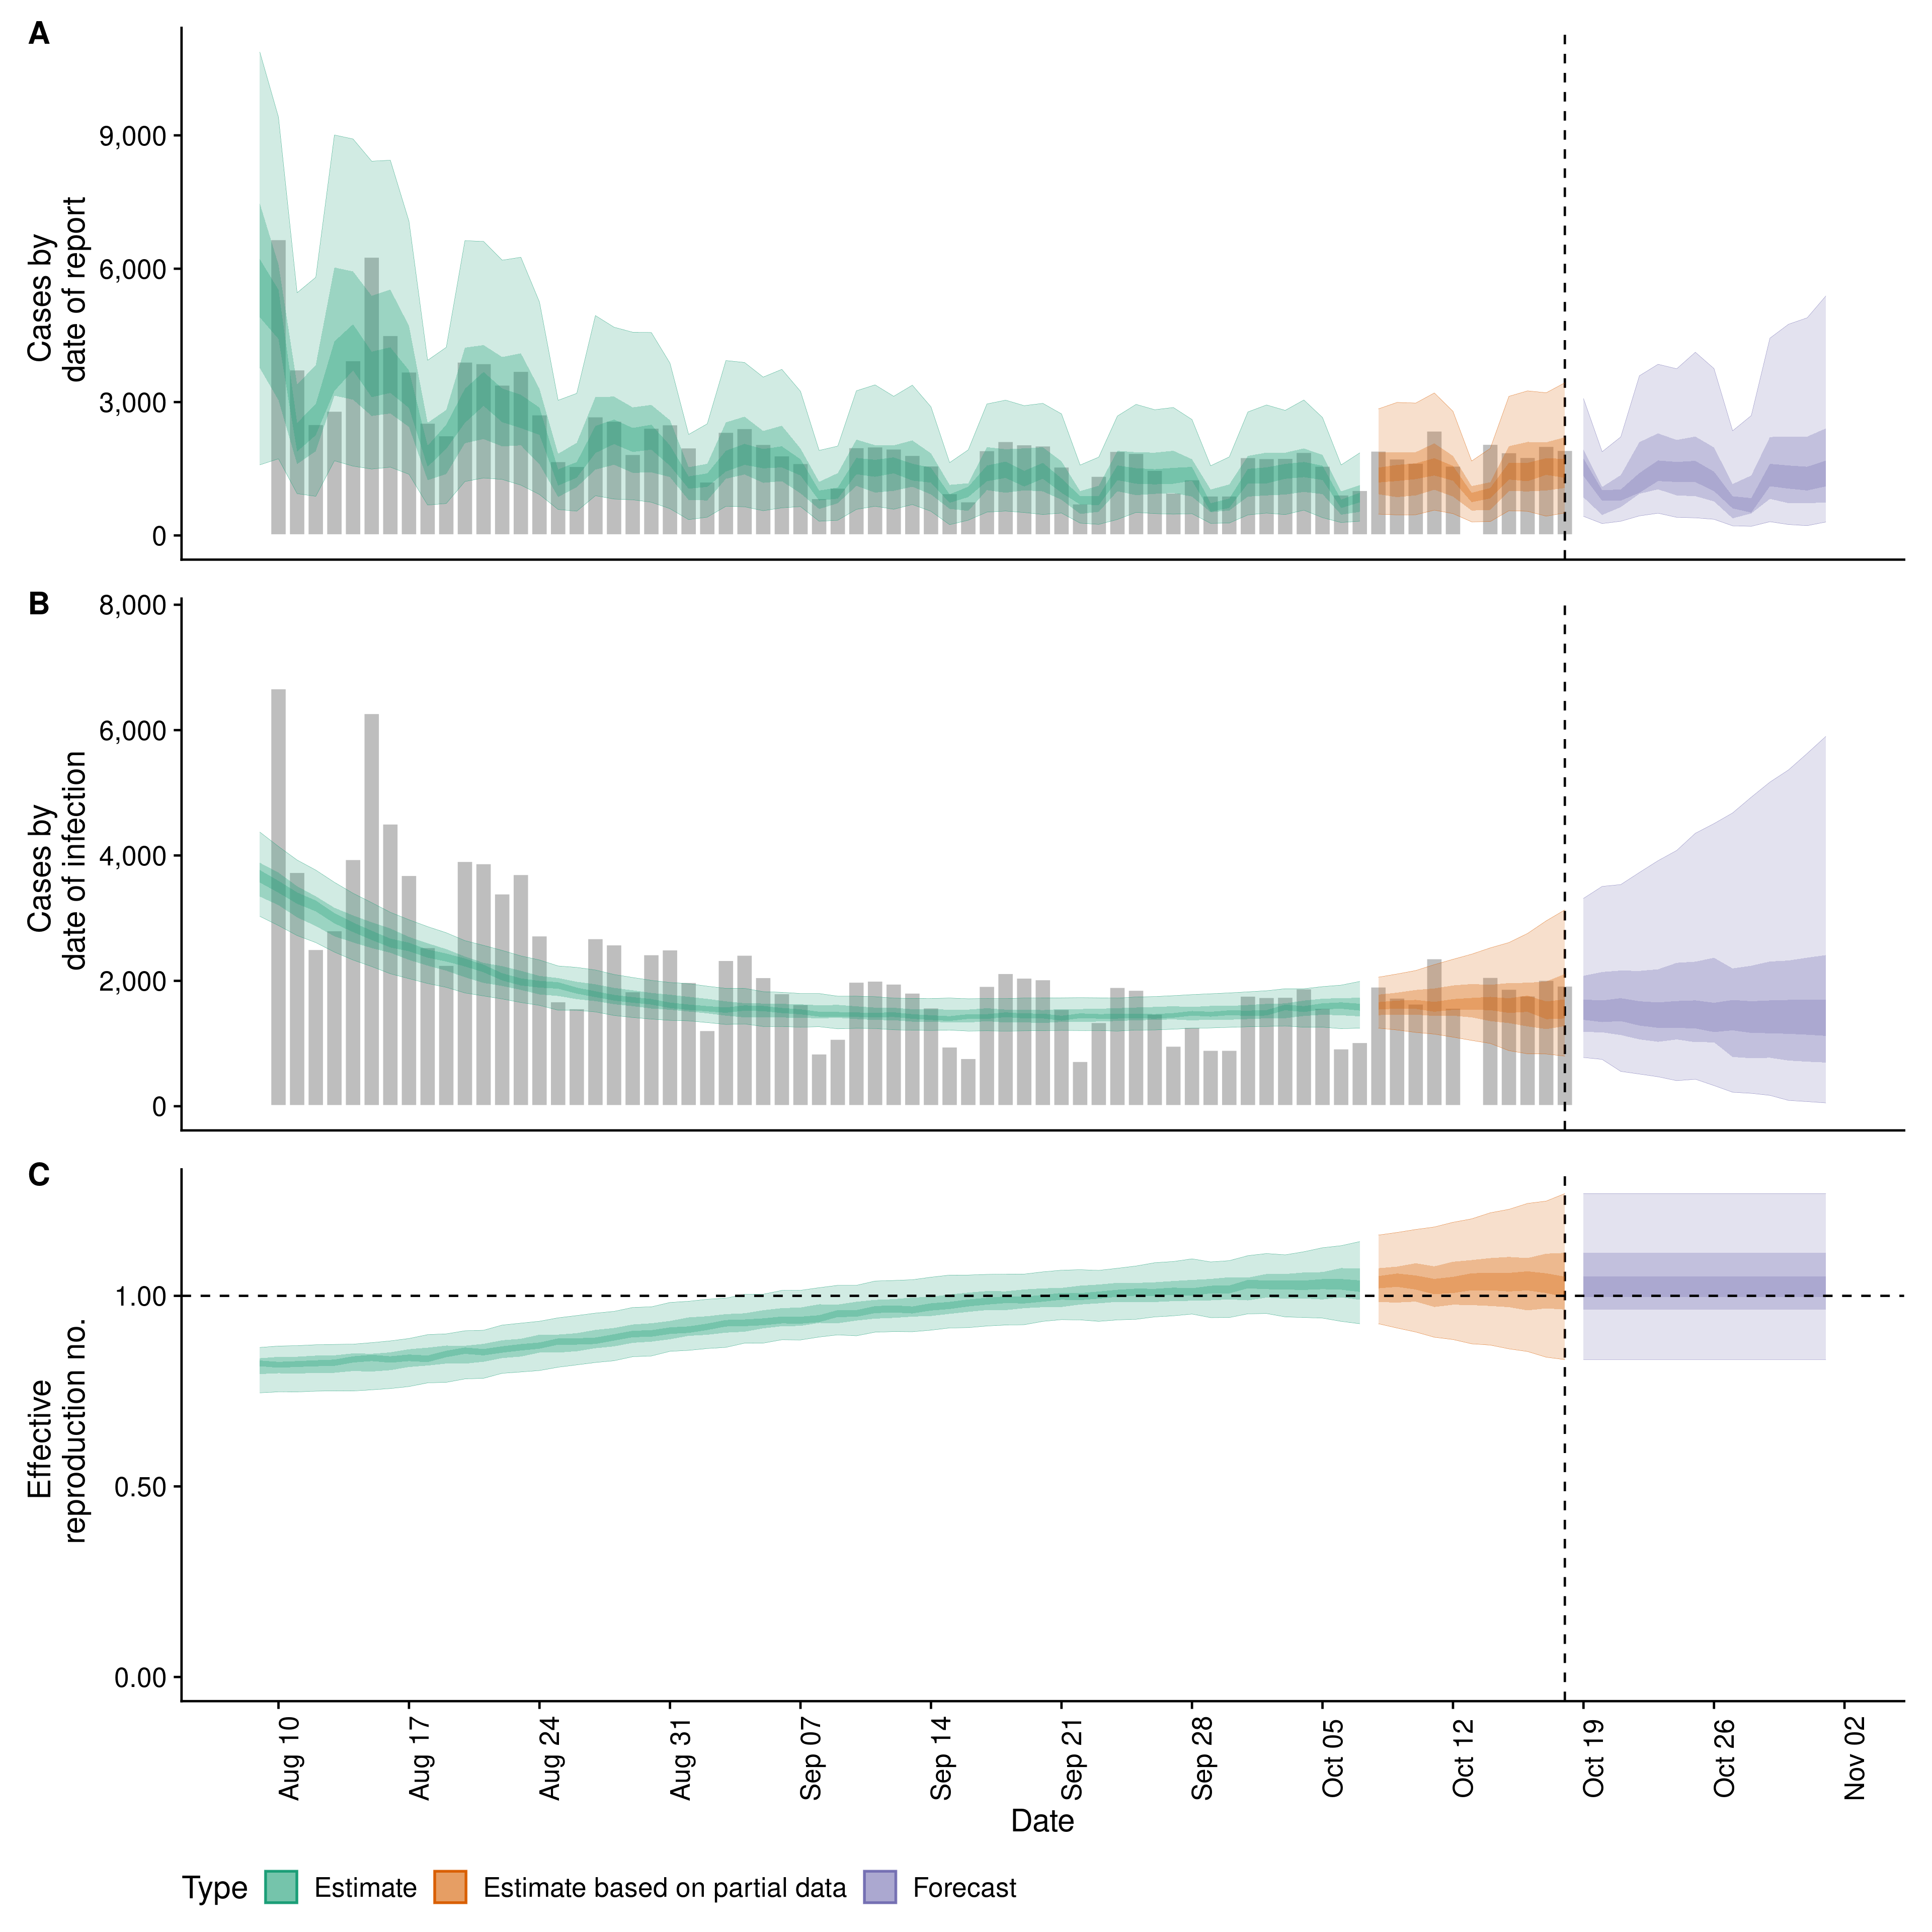 A
9,000
6,000
3,000
0
Cases by
date of report
B
8,000
6,000
4,000
2,000
0
Cases by
date of infection
C
1.00
0.50
0.00
Effective
reproduction no.
Aug 10
Aug 17
Aug 24
Aug 31
Sep 07
Sep 14
Sep 21
Sep 28
Oct 05
Oct 12
Oct 19
Oct 26
Nov 02
Date
Type Estimate Estimate based on partial data Forecast